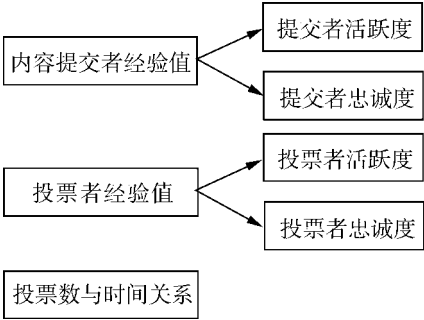 提交者活跃度
内容提交者经验值
提交者忠诚度
投票者活跃度
投票者经验值
投票者忠诚度
投票数与时间关系